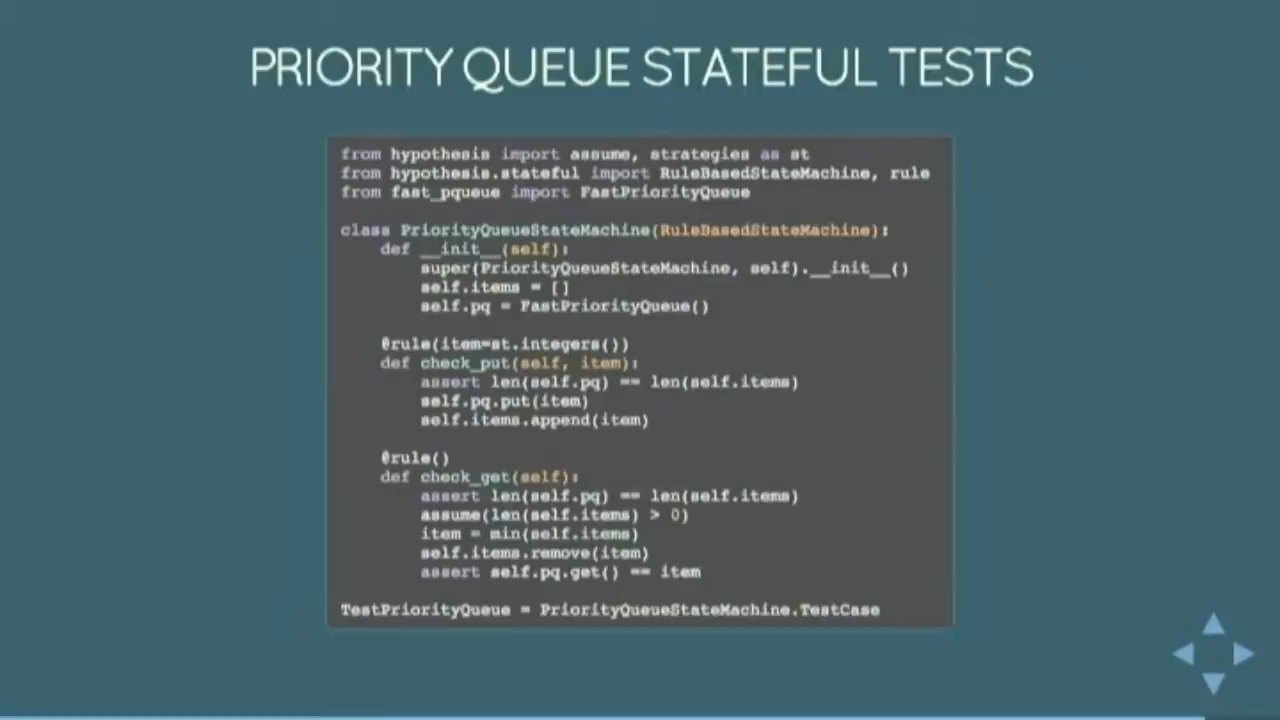 PRIORITY QUEUE STATEFUL TESTS
from hypothesis import assume, strategies as st
from hypothesis.stateful import RuleBasedStateMachine, rule
from fast_pqueue import FastPriorityQueue
class PriorityQueueStateMachine(RuleBasedStateMachine):
def __init__(self):
super(PriorityQueueStateMachine, self).__init__()
self.items = []
self.pq = FastPriorityQueue()
@rule(item=st.integers())
def check_put(self, item):
assert len(self.pq) == len(self.items)
self.pq.put(item)
self.items.append(item)
@rule()
def check_get(self):
assert len(self.pq) == len(self.items)
assume(len(self.items) > 0)
item = min(self.items)
self.items.remove(item)
assert self.pq.get() == item
TestPriorityQueue = PriorityQueueStateMachine.TestCase